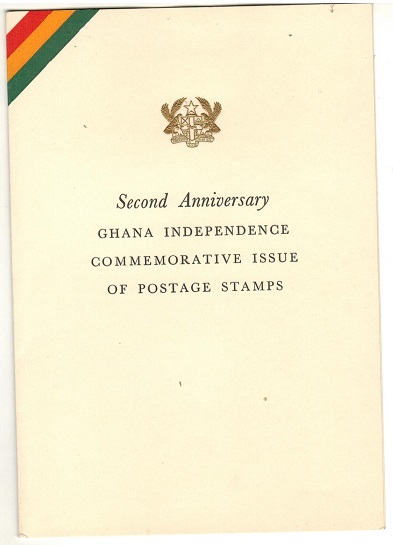 Second Anniversary
GHANA INDEPENDENCE
COMMEMORATIVE ISSUE
OF POSTAGE STAMPS